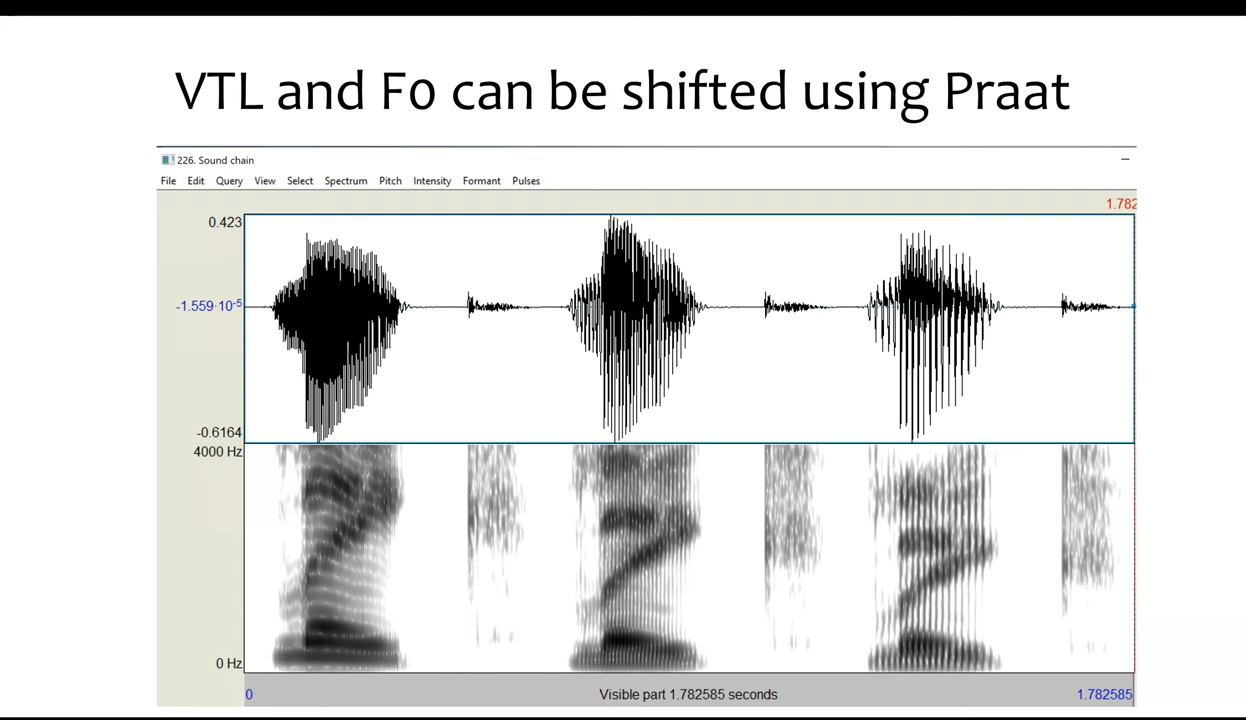 VTL and F0 can be shifted using Praat
226. Sound chain
File Edit Query View Select Spectrum Pitch Intensity Formant Pulses
1.782
0.423
-1.559·10⁻⁵
-0.6164
4000 Hz
0 Hz
0 Visible part 1.782585 seconds 1.782585